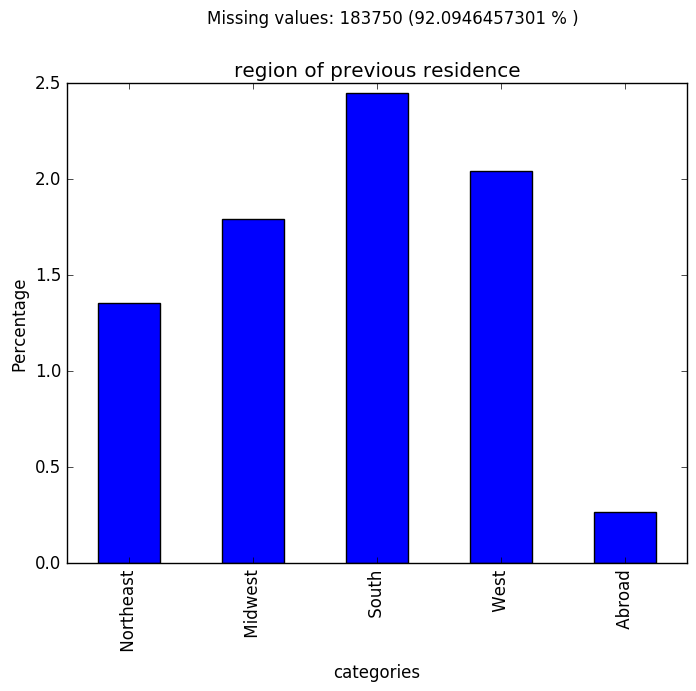 Missing values: 183750 (92.0946457301 % )
region of previous residence
2.5
2.0
1.5
1.0
0.5
0.0
Percentage
Northeast
Midwest
South
West
Abroad
categories